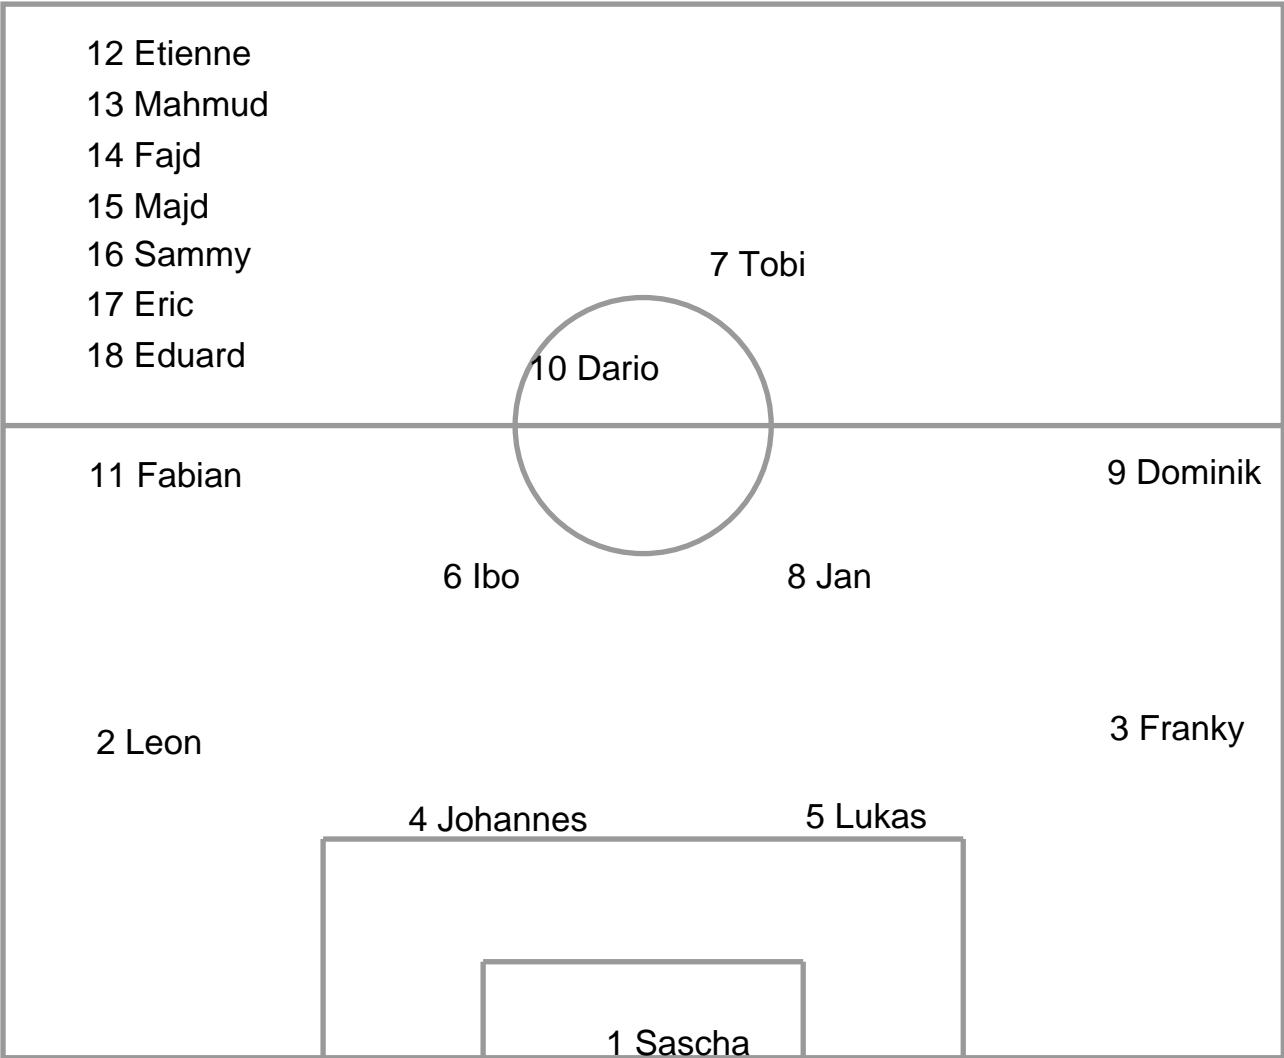 12 Etienne
13 Mahmud
14 Fajd
15 Majd
16 Sammy
7 Tobi
17 Eric
18 Eduard
10 Dario
11 Fabian
9 Dominik
6 Ibo
8 Jan
2 Leon
3 Franky
4 Johannes
5 Lukas
1 Sascha